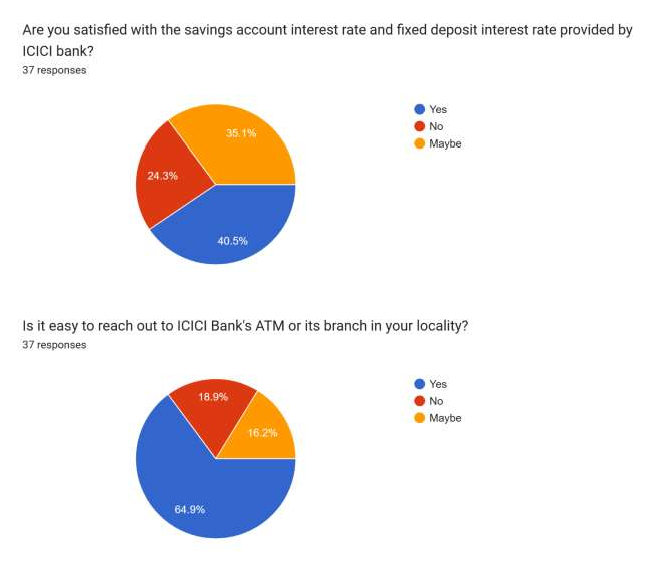 Are you satisfied with the savings account interest rate and fixed deposit interest rate provided by
ICICI bank?
37 responses
Yes
No
Maybe
35.1%
24.3%
40.5%
Is it easy to reach out to ICICI Bank's ATM or its branch in your locality?
37 responses
Yes
No
Maybe
18.9%
16.2%
64.9%